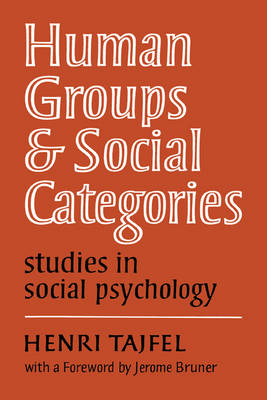 Human
Groups
& Social
Categories
studies in
social psychology
HENRI TAJFEL
with a Foreword by Jerome Bruner